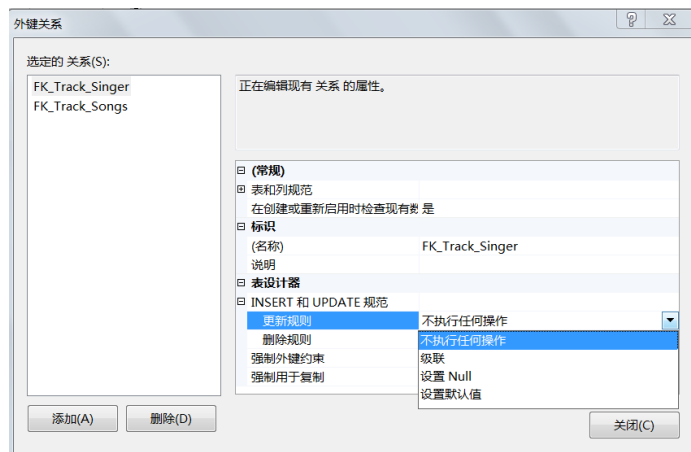 外键关系
选定的 关系(S):
FK_Track_Singer
FK_Track_Songs
正在编辑现有 关系 的属性。
(常规)
表和列规范
在创建或重新启用时检查现有数 是
标识
(名称) FK_Track_Singer
说明
表设计器
INSERT 和 UPDATE 规范
更新规则 不执行任何操作
删除规则 不执行任何操作
强制外键约束 级联
强制用于复制 设置 Null
设置默认值
添加(A) 删除(D)
关闭(C)